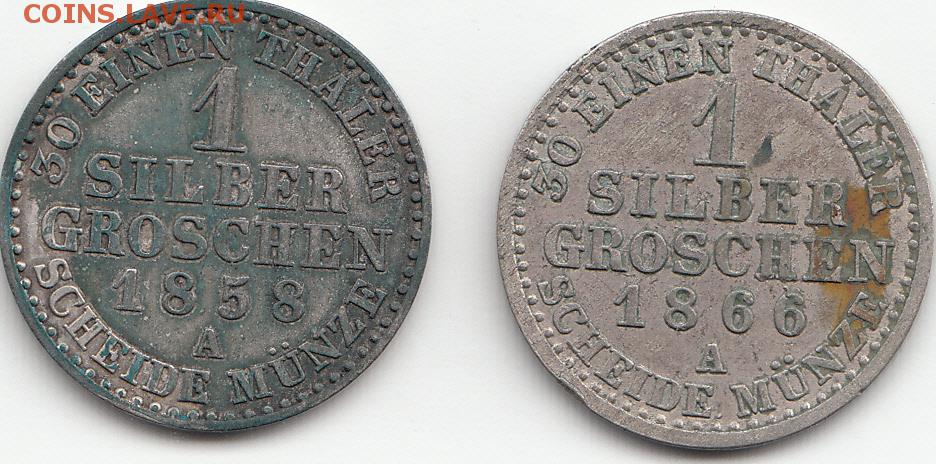 COINS.LAVE.RU
30 EINEN THALER
1
SILBER
GROSCHEN
1858
A
SCHEIDE MÜNZE
30 EINEN THALER
1
SILBER
GROSCHEN
1866
A
SCHEIDE MÜNZE